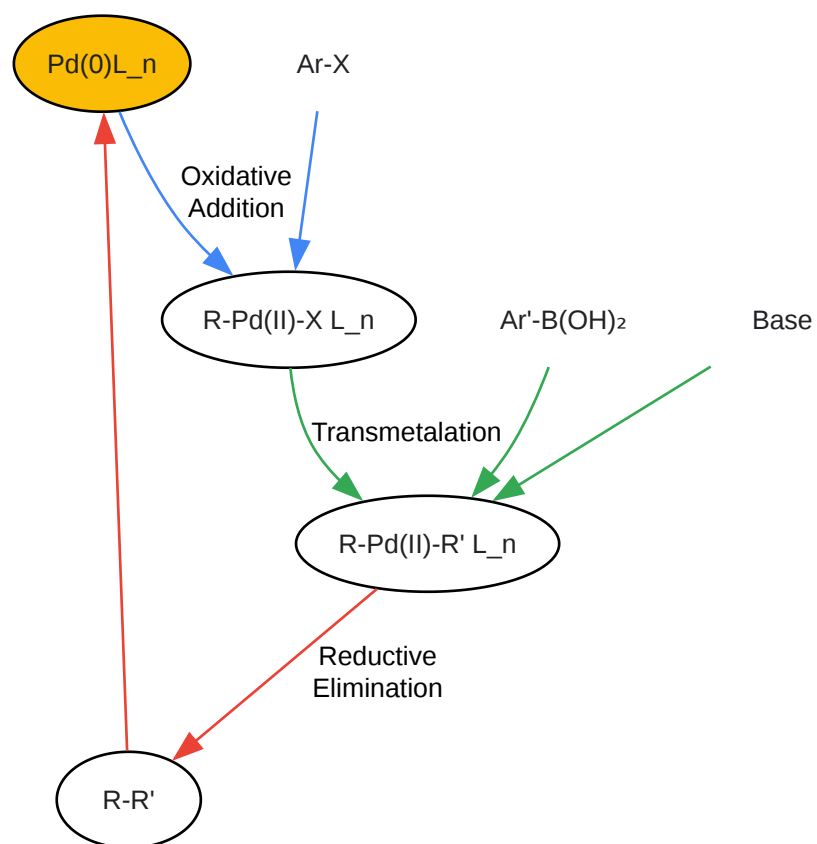 Pd(0)L_n
Ar-X
Oxidative
Addition
R-Pd(II)-X L_n
Ar'-B(OH)₂
Base
Transmetalation
R-Pd(II)-R' L_n
Reductive
Elimination
R-R'